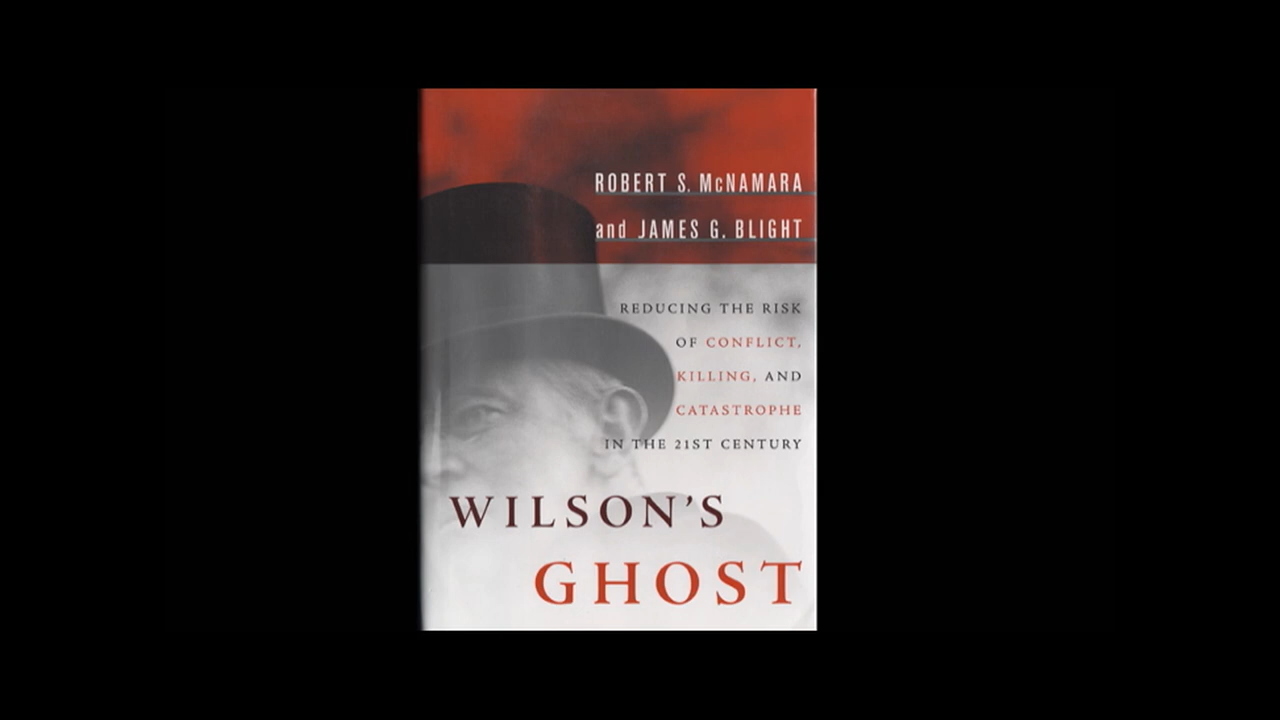 ROBERT S. McNAMARA
and JAMES G. BLIGHT
REDUCING THE RISK
OF CONFLICT,
KILLING, AND
CATASTROPHE
IN THE 21ST CENTURY
WILSON'S
GHOST